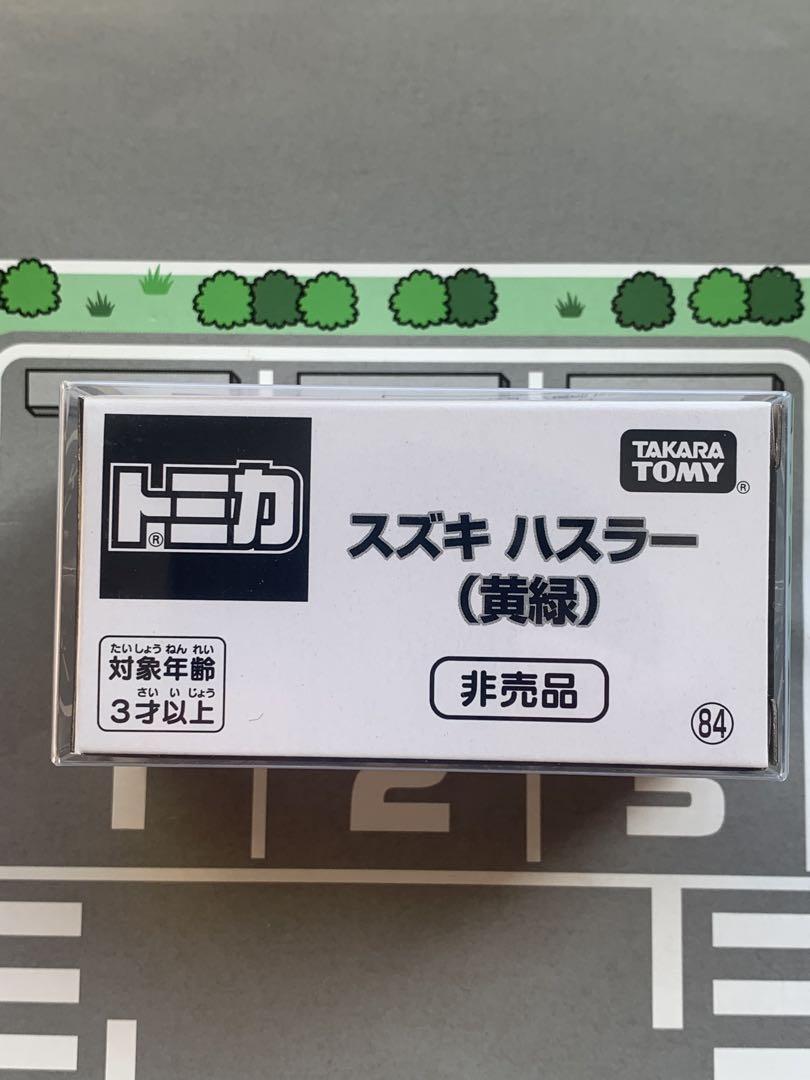 トミカ
®
TAKARA
TOMY
®
スズキ ハスラー
（黄緑）
たいしょう ねん れい
対象年齢
さい い じょう
3才以上
非売品
84
2
3